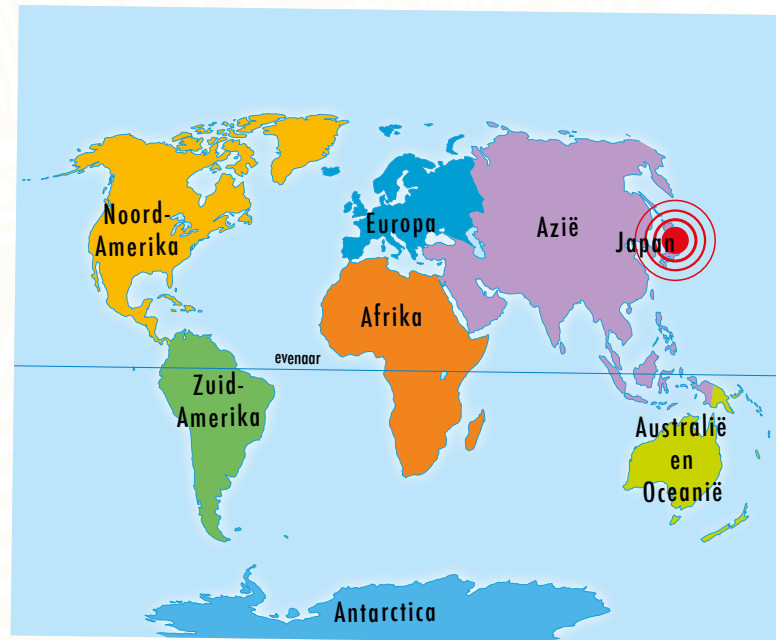 Noord-
Amerika
Europa
Azië
Japan
Afrika
evenaar
Zuid-
Amerika
Australië
en
Oceanië
Antarctica